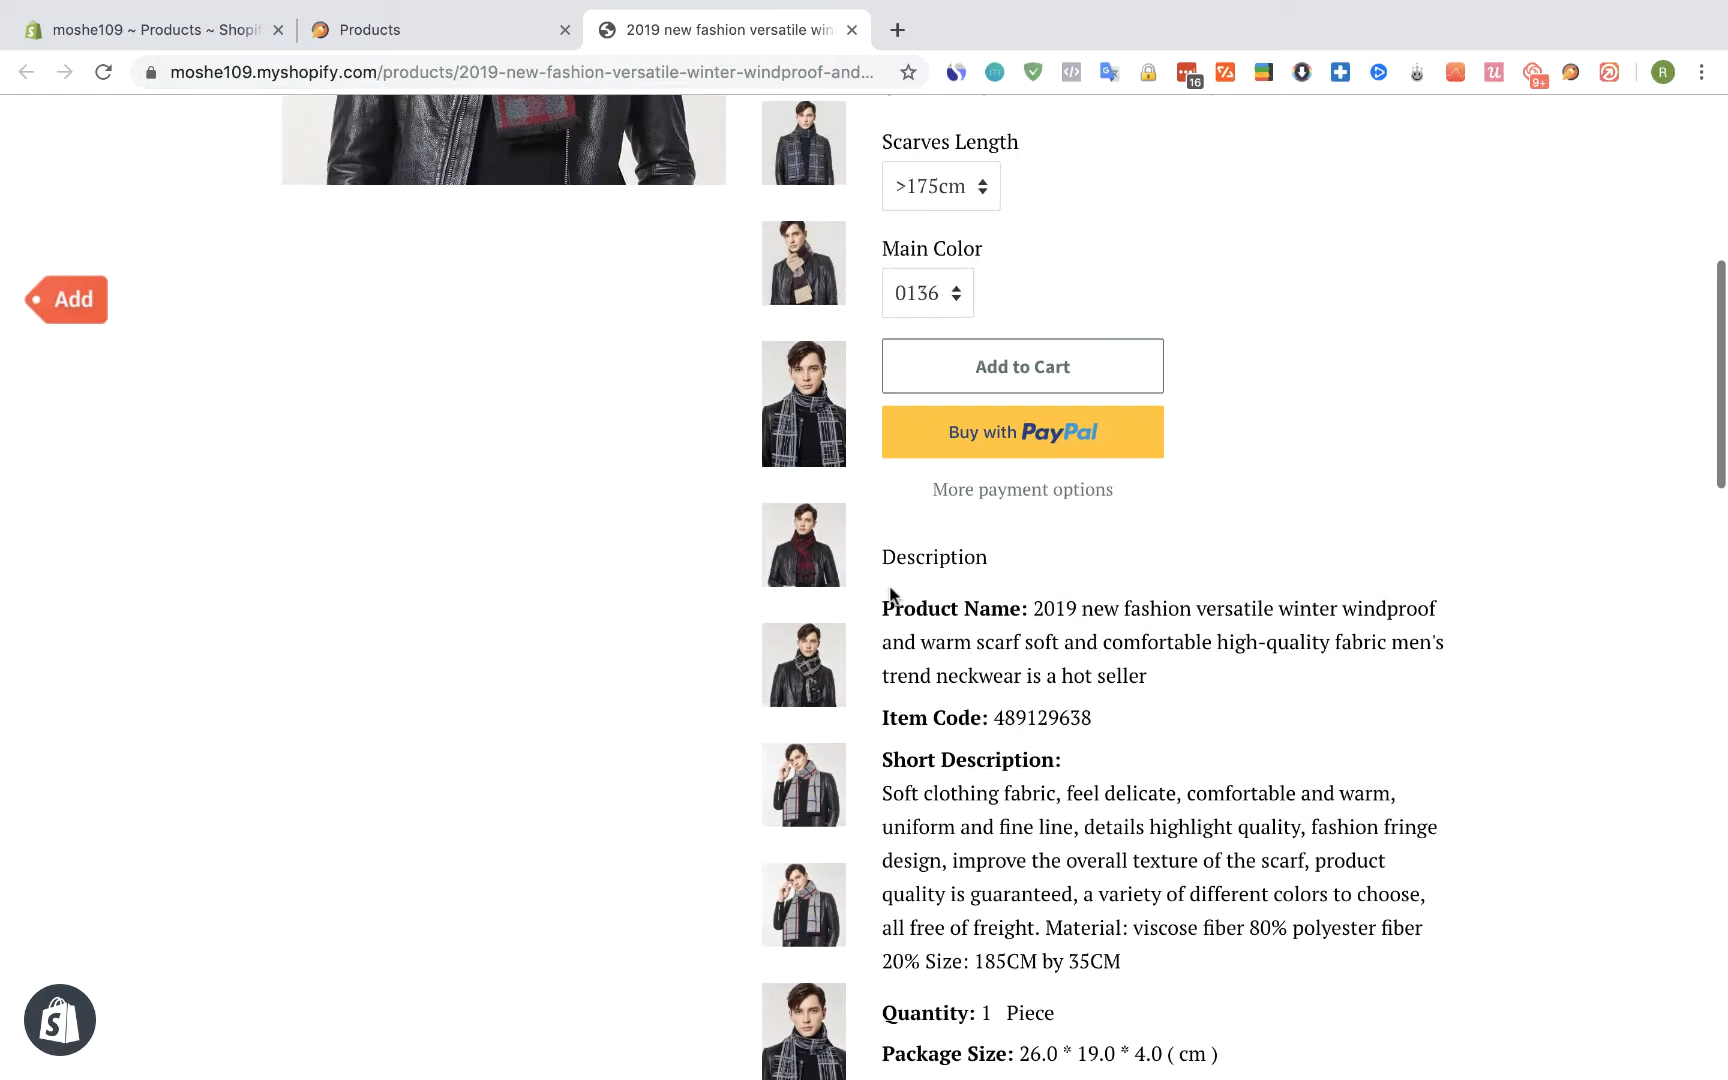 moshe109 ~ Products ~ Shopif
Products
2019 new fashion versatile win
moshe109.myshopify.com/products/2019-new-fashion-versatile-winter-windproof-and...
16
9+
R
Scarves Length
>175cm
Main Color
0136
Add
Add to Cart
Buy with PayPal
More payment options
Description
Product Name: 2019 new fashion versatile winter windproof
and warm scarf soft and comfortable high-quality fabric men's
trend neckwear is a hot seller
Item Code: 489129638
Short Description:
Soft clothing fabric, feel delicate, comfortable and warm,
uniform and fine line, details highlight quality, fashion fringe
design, improve the overall texture of the scarf, product
quality is guaranteed, a variety of different colors to choose,
all free of freight. Material: viscose fiber 80% polyester fiber
20% Size: 185CM by 35CM
Quantity: 1 Piece
Package Size: 26.0 * 19.0 * 4.0 ( cm )